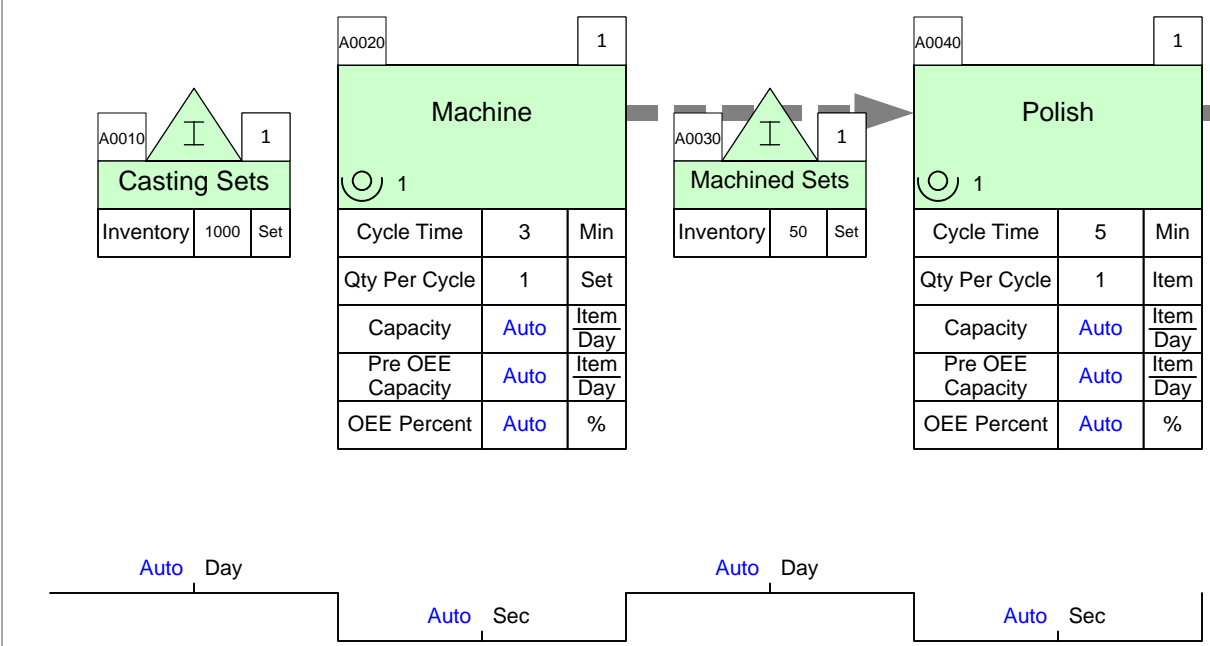 A0010 1
Casting Sets
Inventory 1000 Set
A0020 1
Machine
1
Cycle Time 3 Min
Qty Per Cycle 1 Set
Capacity Auto Item
Day
Pre OEE
Capacity Auto Item
Day
OEE Percent Auto %
A0030 1
Machined Sets
Inventory 50 Set
A0040 1
Polish
1
Cycle Time 5 Min
Qty Per Cycle 1 Item
Capacity Auto Item
Day
Pre OEE
Capacity Auto Item
Day
OEE Percent Auto %
Auto Day
Auto Sec
Auto Day
Auto Sec